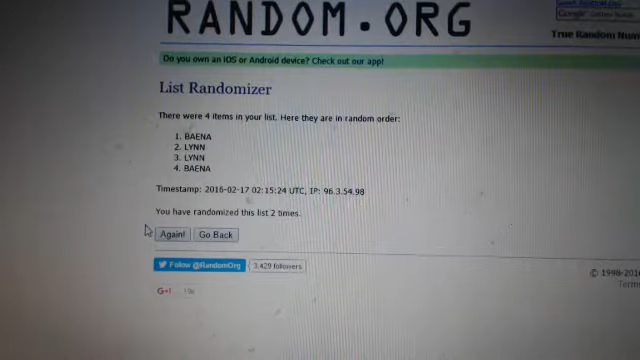 RANDOM.ORG
True Random Num
Do you own an iOS or Android device? Check out our app!
List Randomizer
There were 4 items in your list. Here they are in random order:
1. BAENA
2. LYNN
3. LYNN
4. BAENA
Timestamp: 2016-02-17 02:15:24 UTC, IP: 96.3.54.98
You have randomized this list 2 times.
Again! Go Back
Follow @RandomOrg 3,429 followers
© 1998-2016
Terms